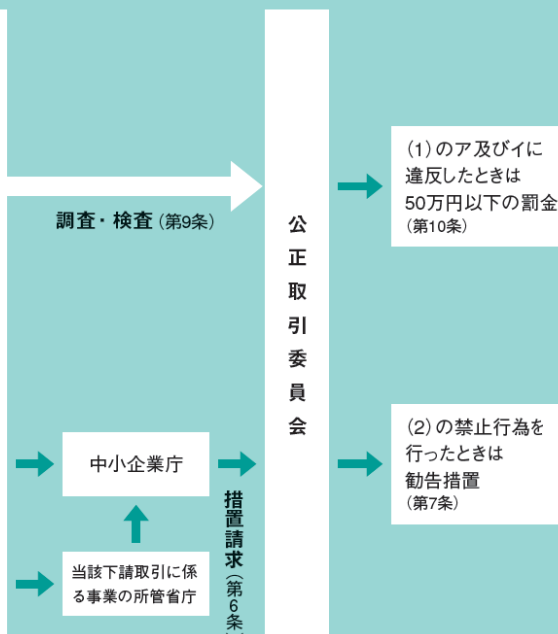 調査・検査(第9条)
公正取引委員会
(1)のア及びイに
違反したときは
50万円以下の罰金
(第10条)
(2)の禁止行為を
行ったときは
勧告措置
(第7条)
中小企業庁
措置請求(第6条
当該下請取引に係
る事業の所管省庁